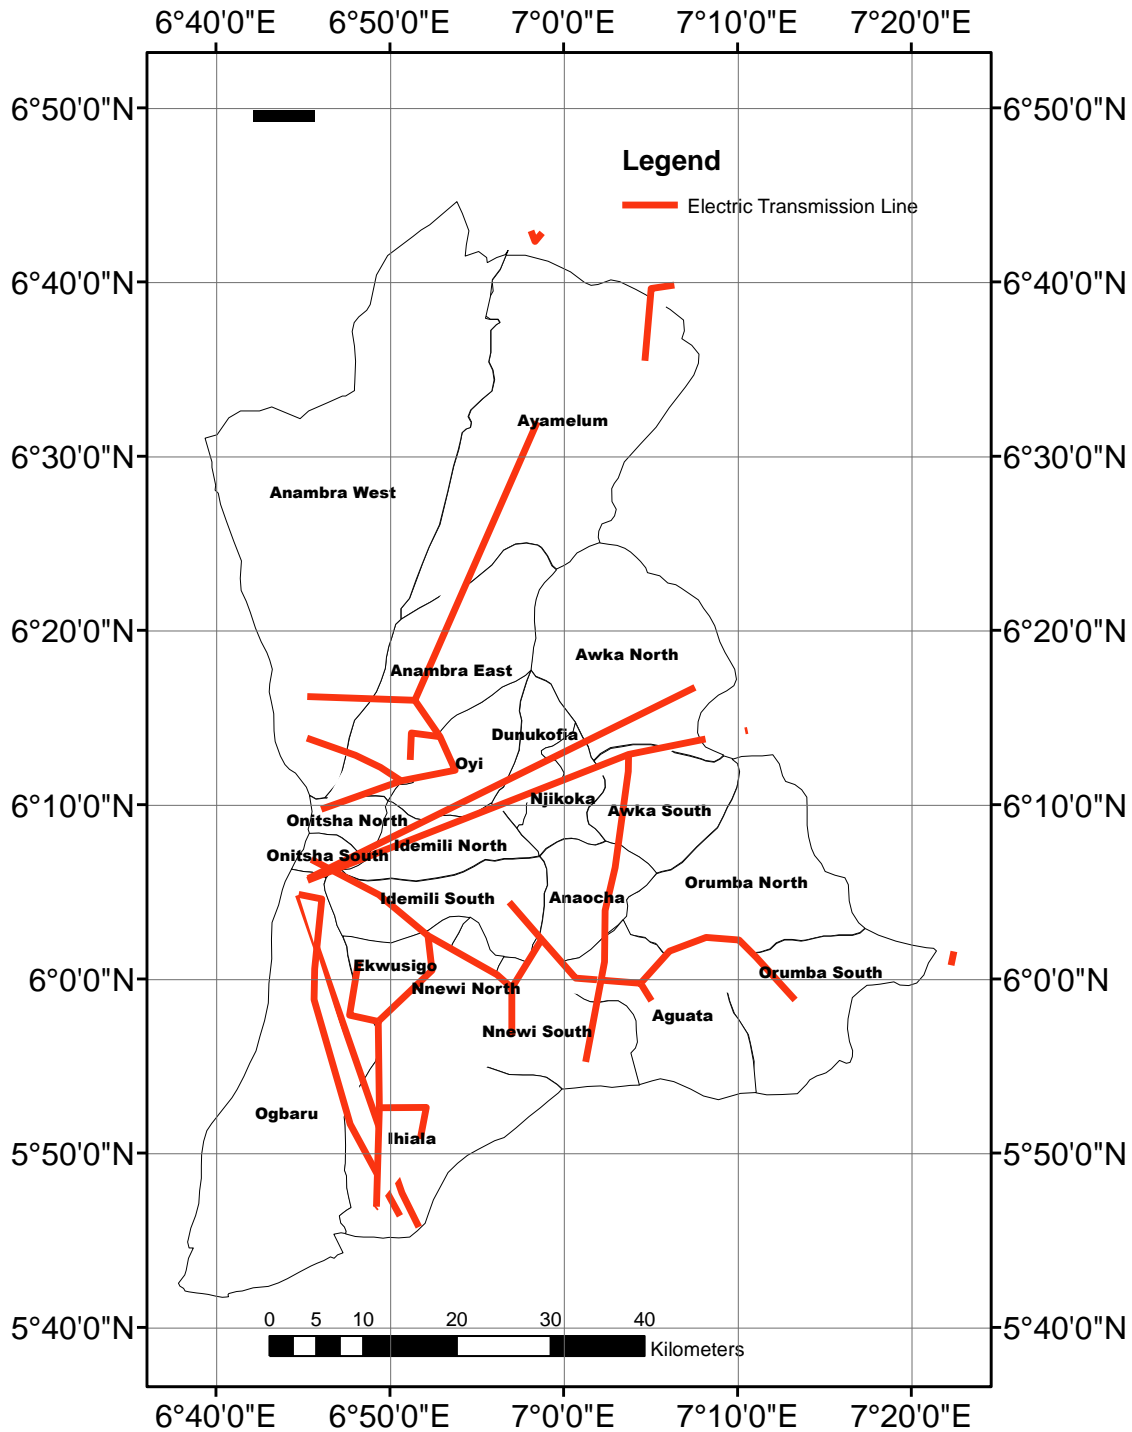 6°40'0"E 6°50'0"E 7°0'0"E 7°10'0"E 7°20'0"E
6°50'0"N 6°50'0"N
Legend
Electric Transmission Line
6°40'0"N 6°40'0"N
Ayamelum
6°30'0"N 6°30'0"N
Anambra West
6°20'0"N 6°20'0"N
Awka North
Anambra East
Dunukofia
Oyi
6°10'0"N 6°10'0"N
Njikoka
Awka South
Onitsha North
Idemili North
Onitsha South
Orumba North
Idemili South
Anaocha
Ekwusigo
Orumba South
6°0'0"N 6°0'0"N
Nnewi North
Aguata
Nnewi South
Ogbaru
Ihiala
5°50'0"N 5°50'0"N
0 5 10 20 30 40
5°40'0"N 5°40'0"N
Kilometers
6°40'0"E 6°50'0"E 7°0'0"E 7°10'0"E 7°20'0"E